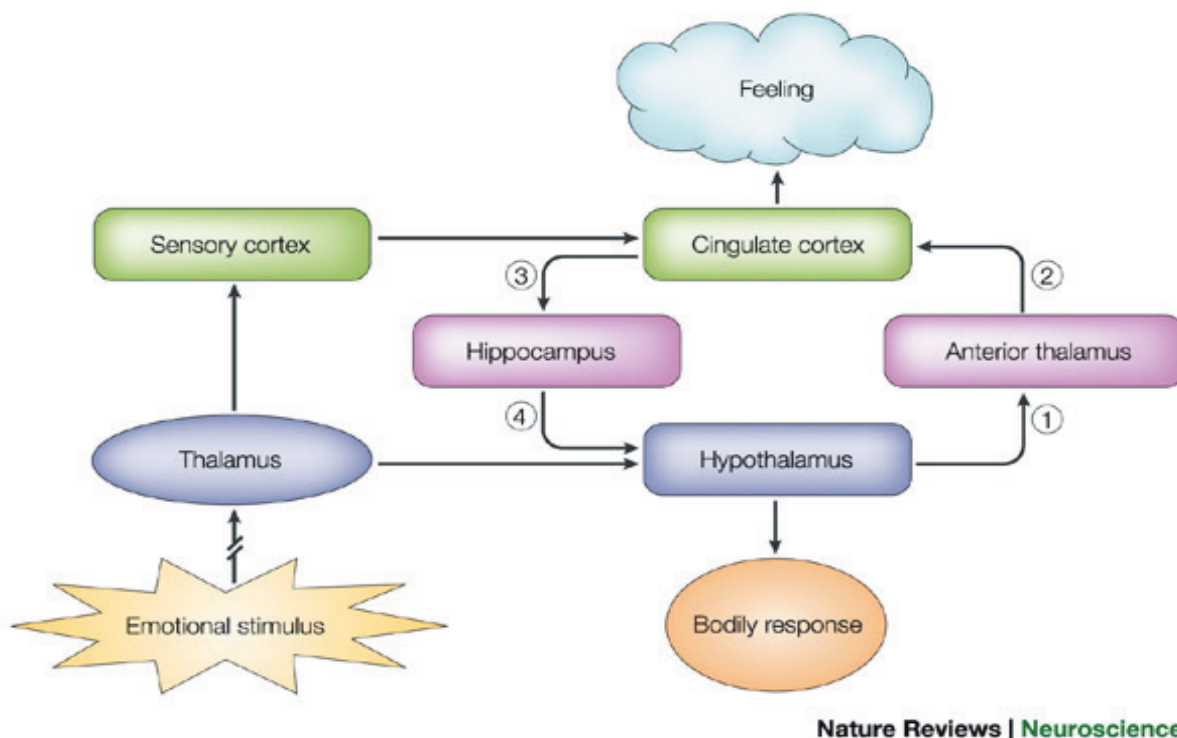 Feeling
Sensory cortex
Cingulate cortex
③
②
Hippocampus
Anterior thalamus
④
①
Thalamus
Hypothalamus
Emotional stimulus
Bodily response
Nature Reviews | Neuroscience